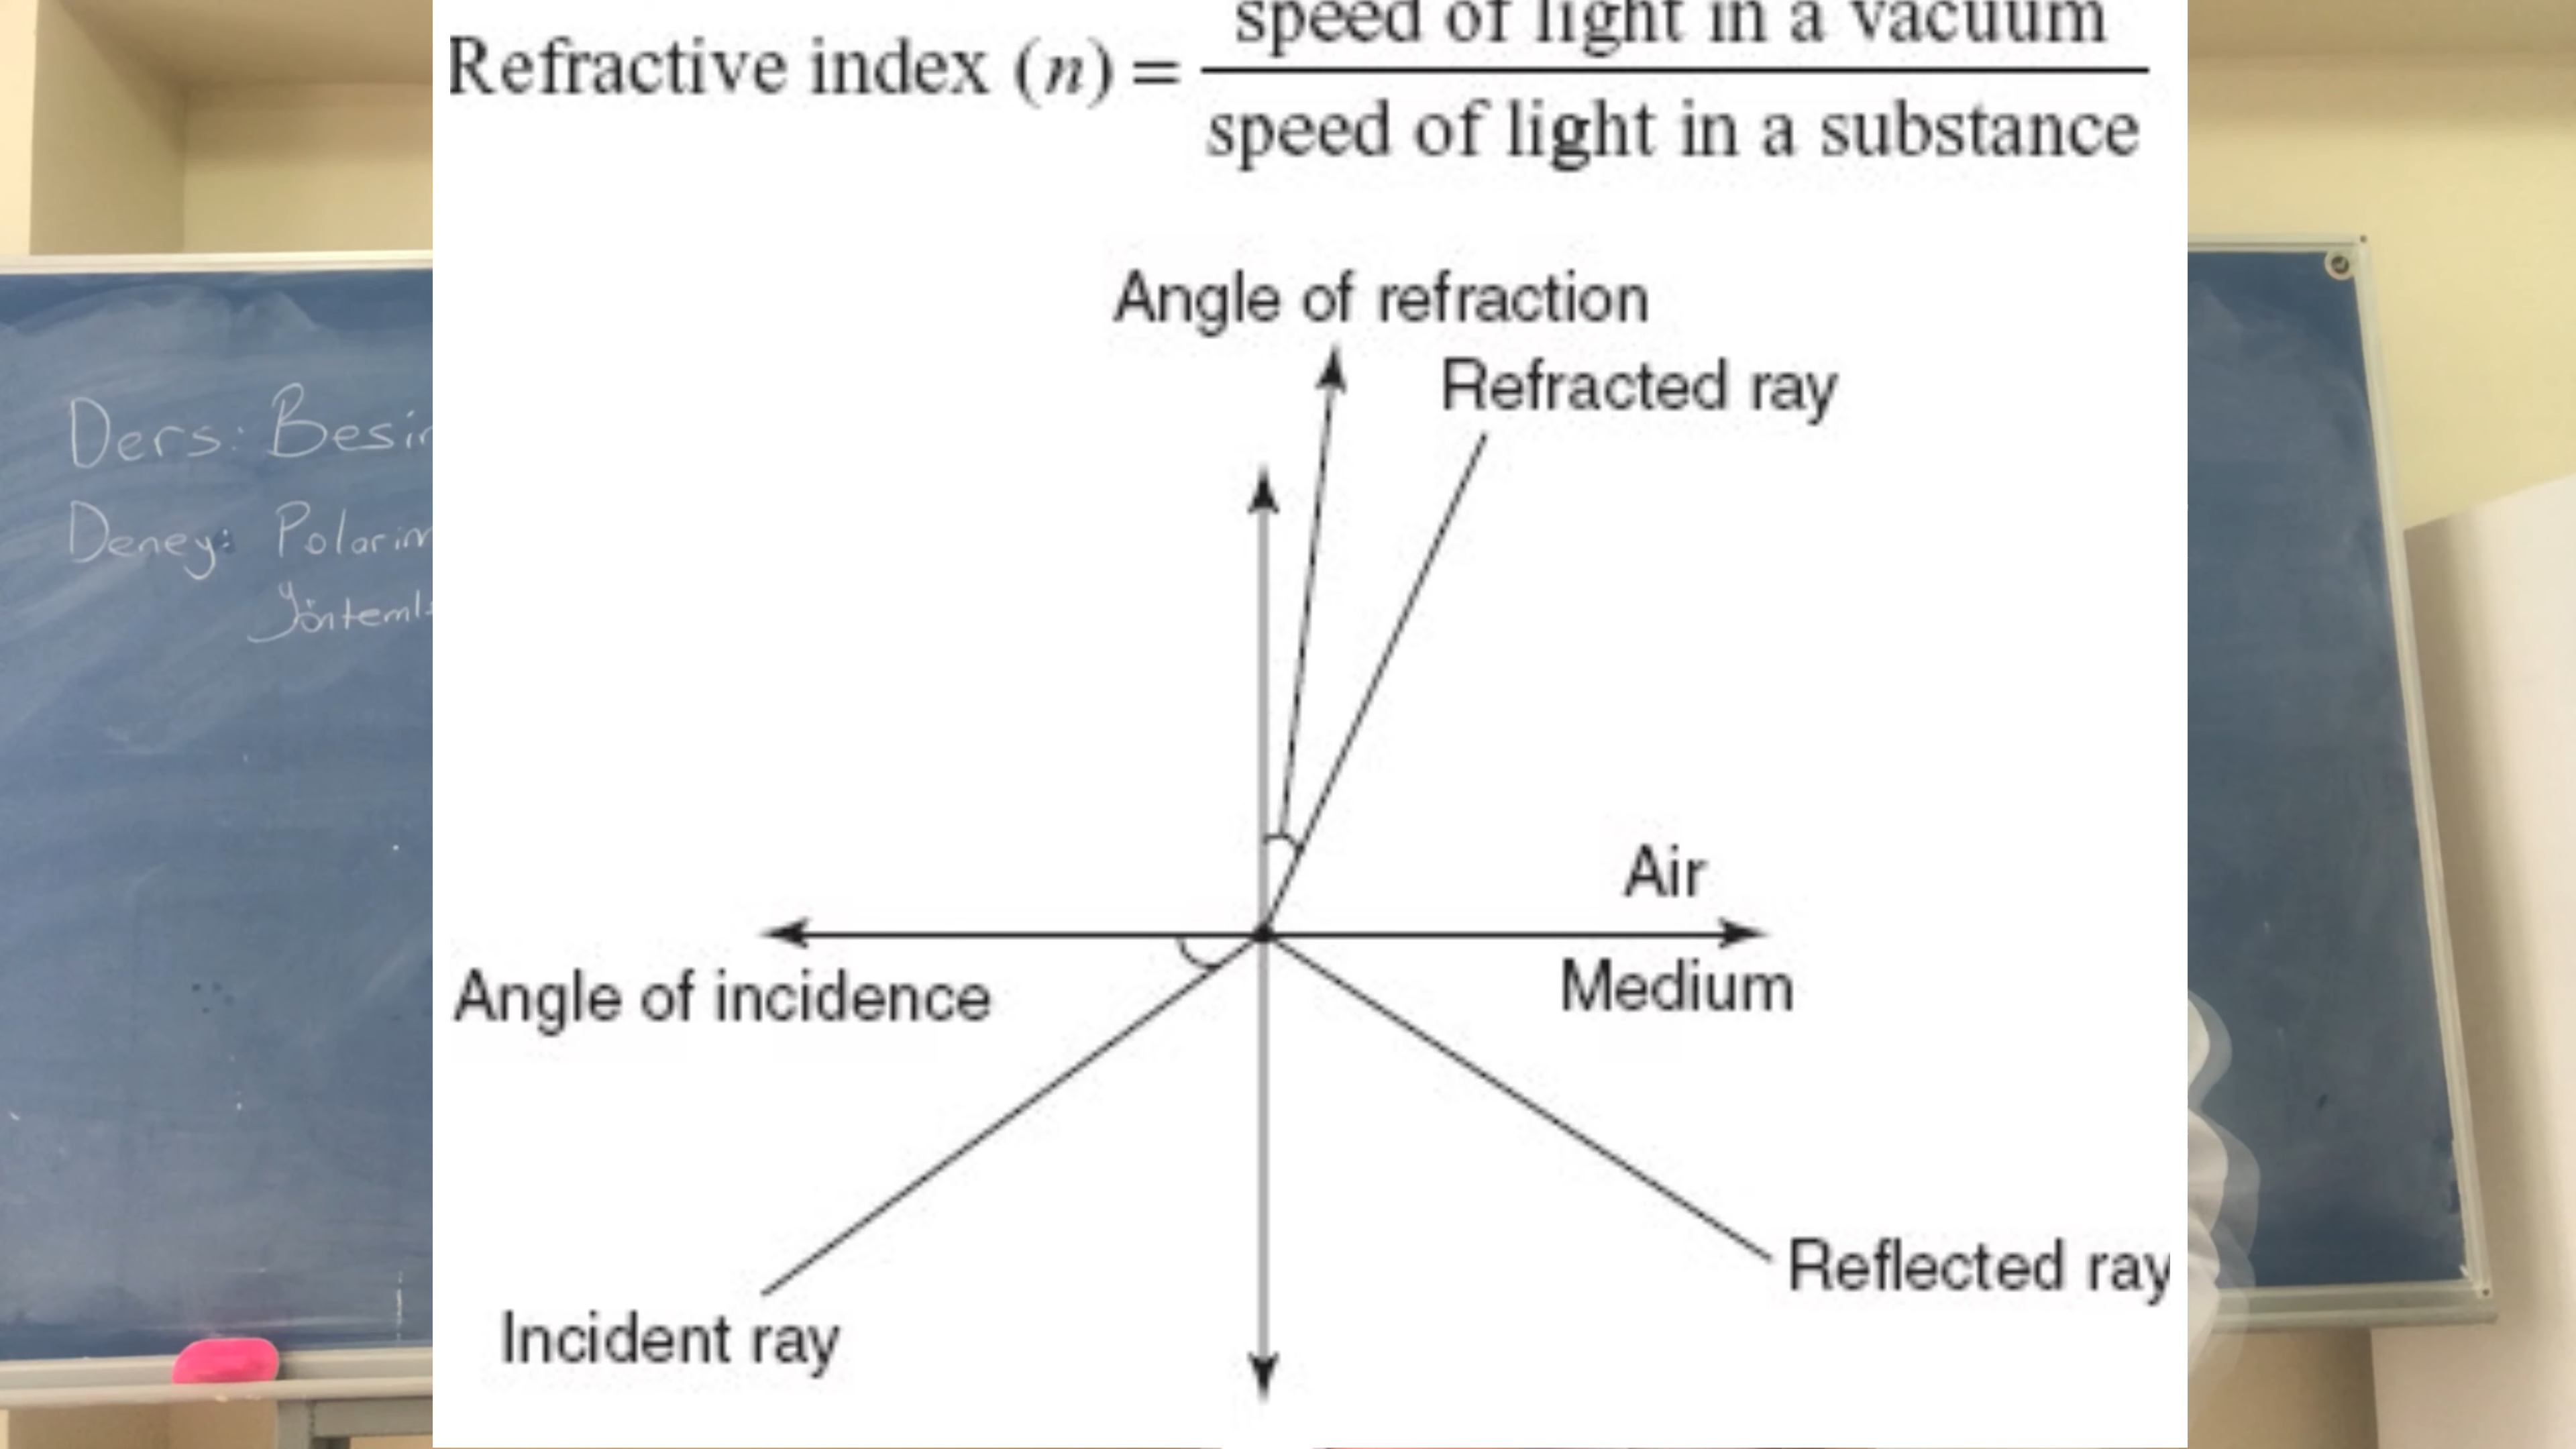 speed of light in a vacuum
Refractive index (n) =
speed of light in a substance
Angle of refraction
Refracted ray
Ders:
Deney:
Air
Angle of incidence
Medium
Reflected ray
Incident ray